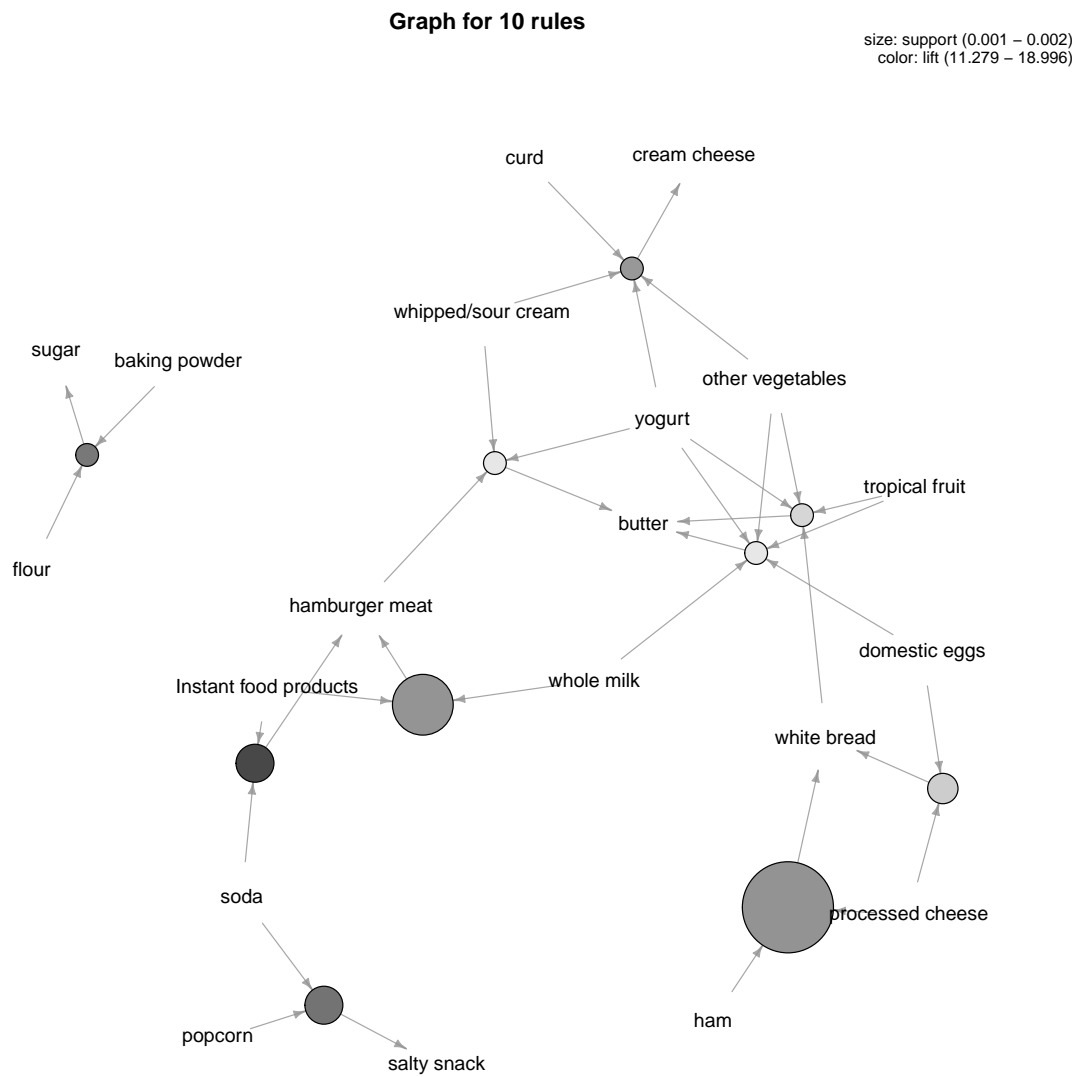 Graph for 10 rules
size: support (0.001 − 0.002)
color: lift (11.279 − 18.996)
curd
cream cheese
whipped/sour cream
sugar
baking powder
other vegetables
yogurt
tropical fruit
butter
flour
hamburger meat
domestic eggs
Instant food products
whole milk
white bread
soda
processed cheese
ham
popcorn
salty snack